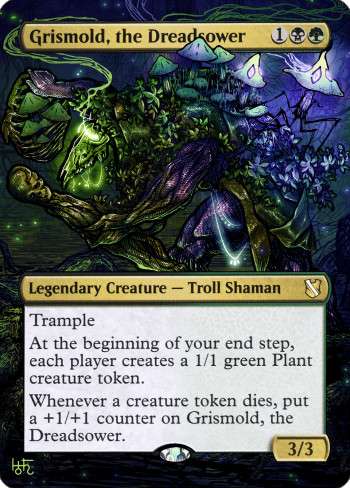 Grismold, the Dreadsower 1
Legendary Creature — Troll Shaman
Trample
At the beginning of your end step,
each player creates a 1/1 green Plant
creature token.
Whenever a creature token dies, put
a +1/+1 counter on Grismold, the
Dreadsower.
3/3